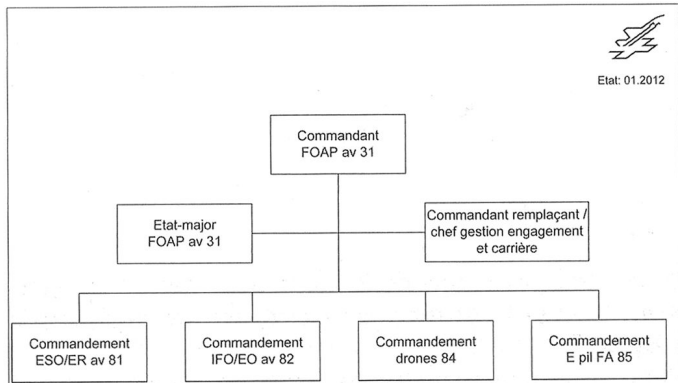 Etat: 01.2012
Commandant
FOAP av 31
Etat-major
FOAP av 31
Commandant remplaçant /
chef gestion engagement
et carrière
Commandement
ESO/ER av 81
Commandement
IFO/EO av 82
Commandement
drones 84
Commandement
E pil FA 85